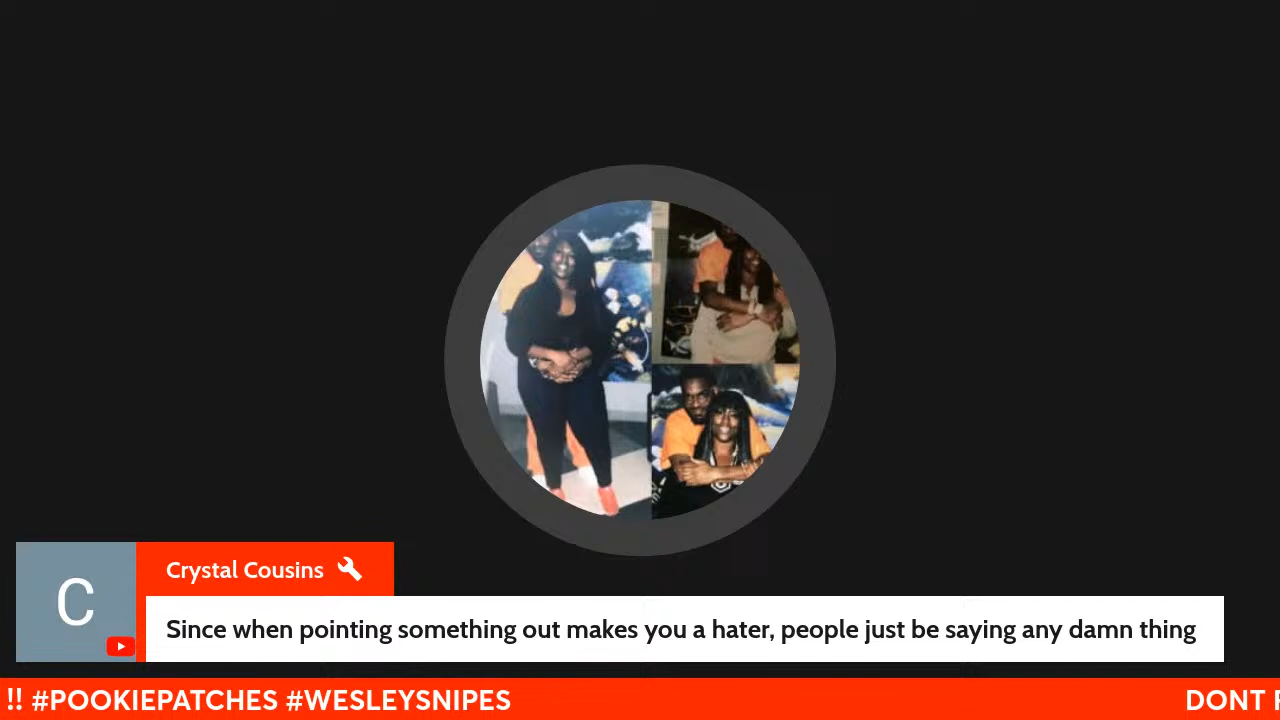 C
Crystal Cousins
Since when pointing something out makes you a hater, people just be saying any damn thing
!! #POOKIEPATCHES #WESLEYSNIPES
DONT